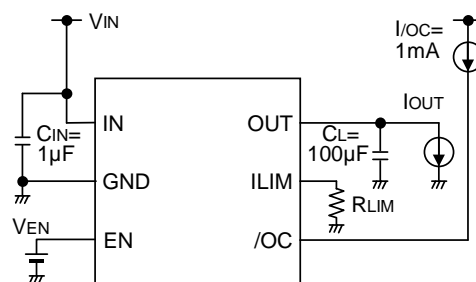 VIN
I/OC=
1mA
IOUT
CIN=
1µF
IN
OUT
CL=
100µF
GND
ILIM
RLIM
VEN
EN
/OC